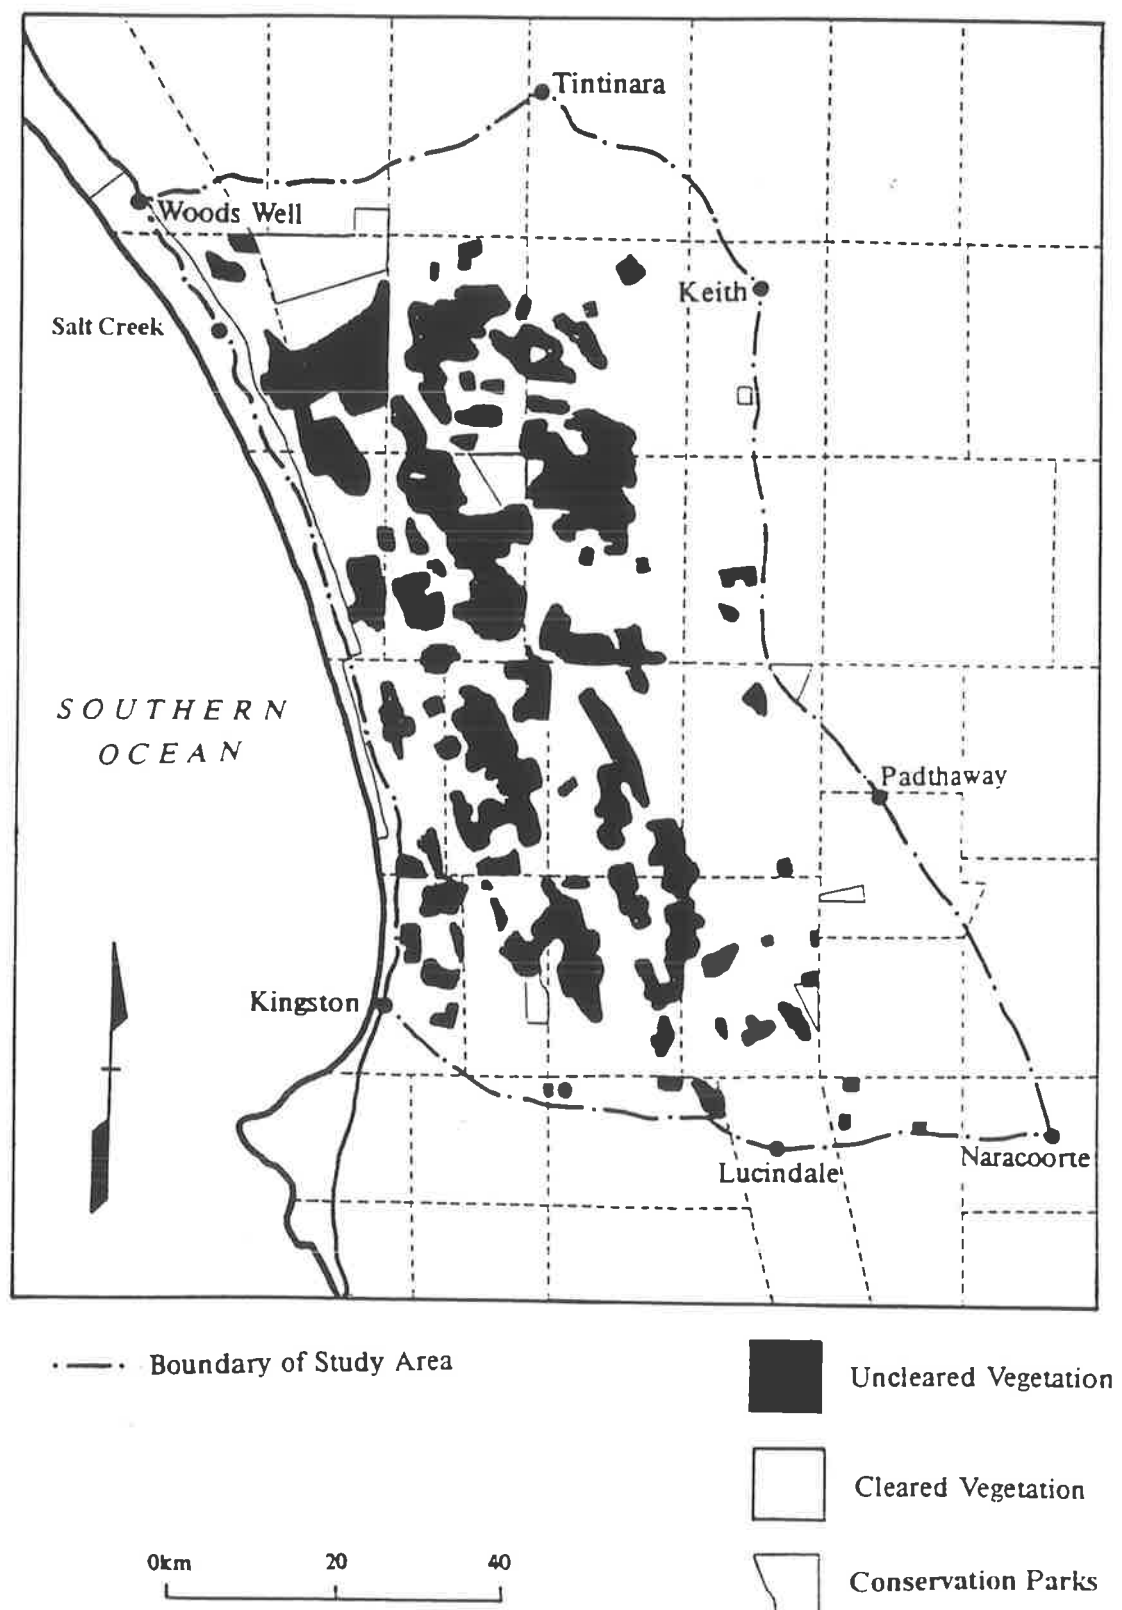 Tintinara
Woods Well
Keith
Salt Creek
SOUTHERN
OCEAN
Padthaway
Kingston
Lucindale
Naracoorte
Boundary of Study Area
Uncleared Vegetation
Cleared Vegetation
0km 20 40
Conservation Parks